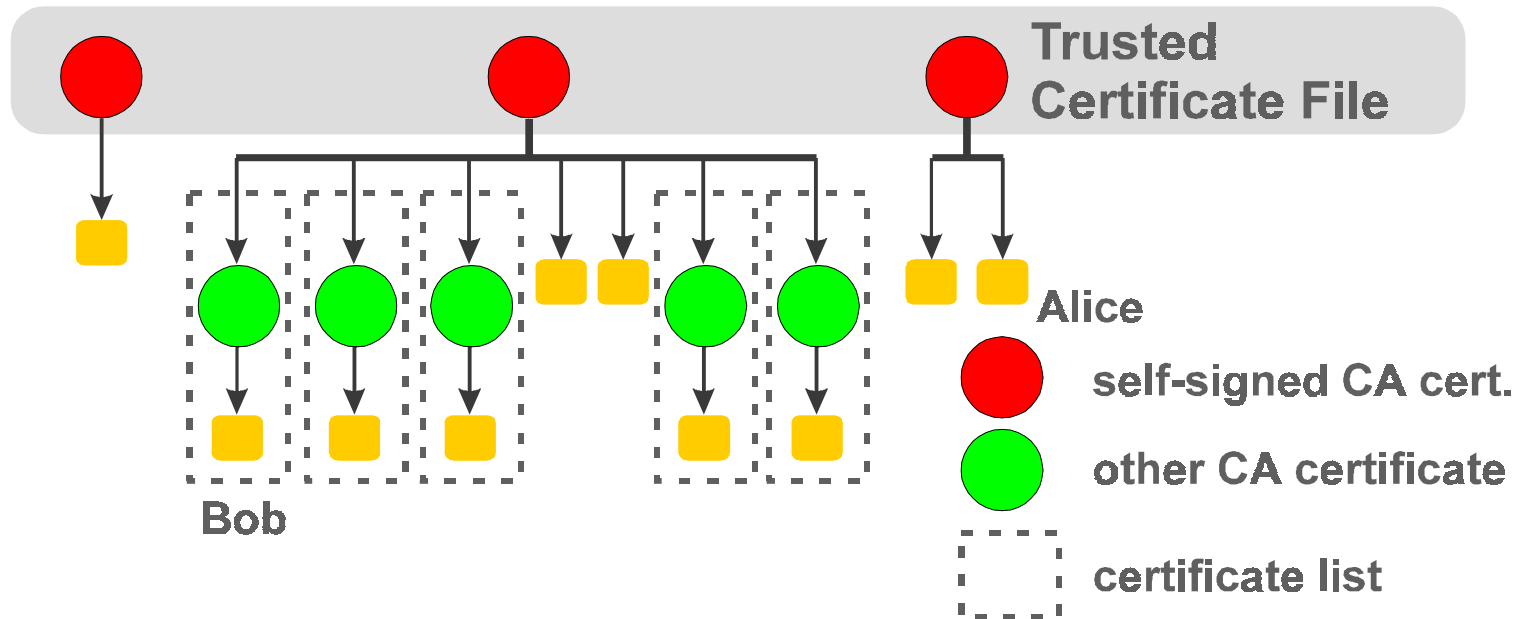 Trusted
Certificate File
Alice
self-signed CA cert.
other CA certificate
Bob
certificate list